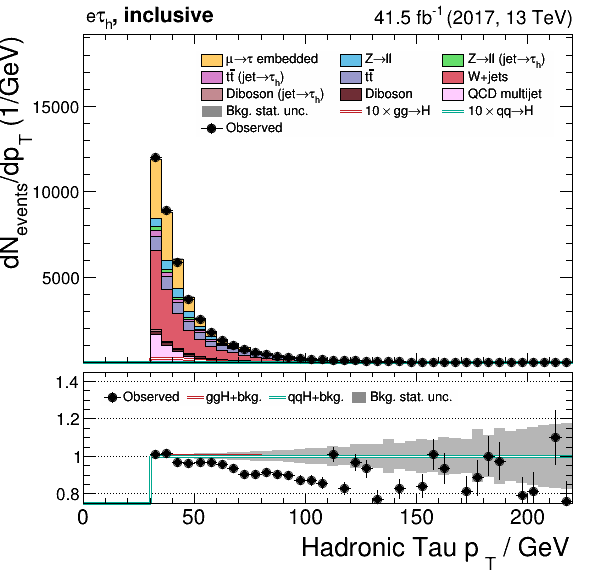 eτh, inclusive
41.5 fb⁻¹ (2017, 13 TeV)
dNevents/dpT (1/GeV)
15000
10000
5000
μ→τ embedded
Z→ll
Z→ll (jet→τh)
tt̄ (jet→τh)
tt̄
W+jets
Diboson (jet→τh)
Diboson
QCD multijet
Bkg. stat. unc.
10 × gg→H
10 × qq→H
Observed
1.4
1.2
1
0.8
Observed
ggH+bkg.
qqH+bkg.
Bkg. stat. unc.
0
50
100
150
200
Hadronic Tau pT / GeV